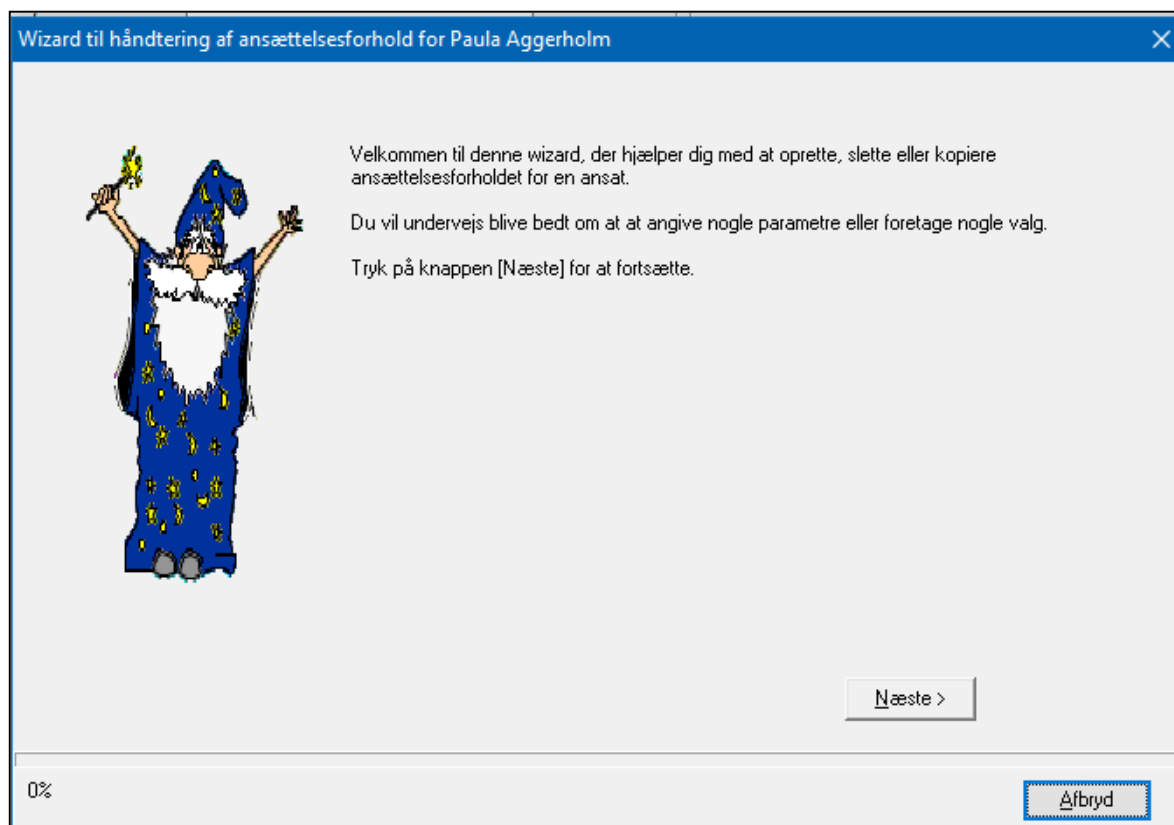 Wizard til håndtering af ansættelsesforhold for Paula Aggerholm
Velkommen til denne wizard, der hjælper dig med at oprette, slette eller kopiere
ansættelsesforholdet for en ansat.
Du vil undervejs blive bedt om at at angive nogle parametre eller foretage nogle valg.
Tryk på knappen [Næste] for at fortsætte.
Næste >
0%
Afbryd